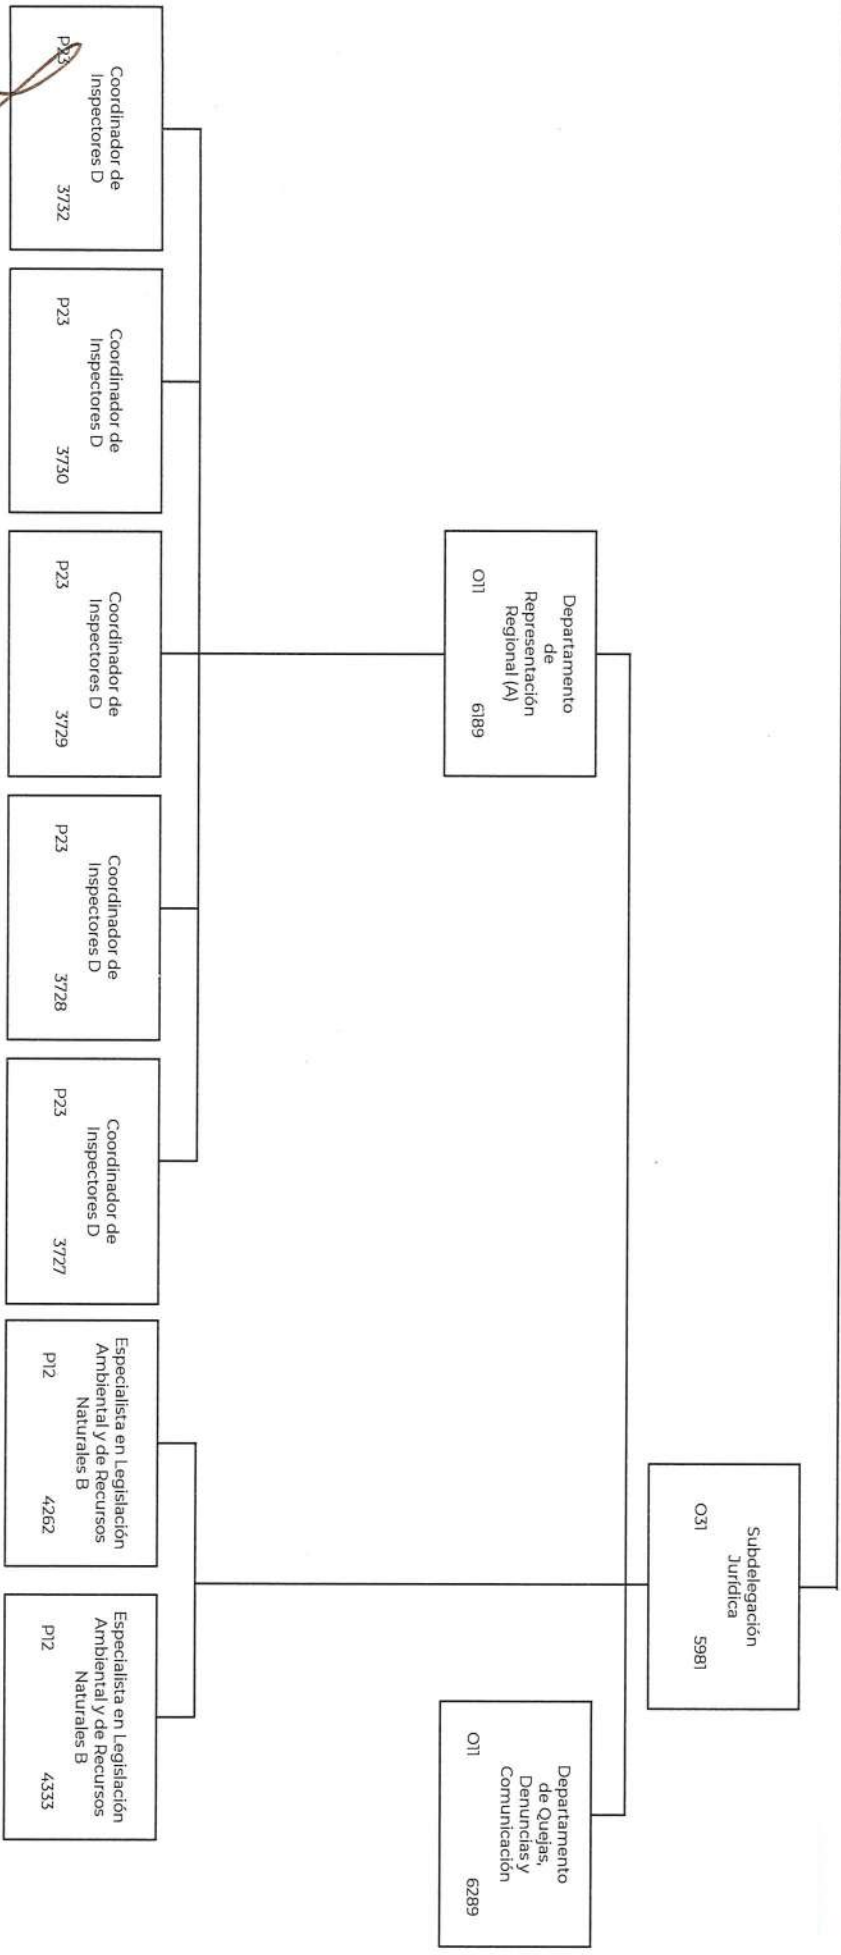 Subdelegación
Jurídica
O31 5981
Departamento
de
Representación
Regional (A)
O11 6189
Departamento
de Quejas,
Denuncias y
Comunicación
O11 6289
Coordinador de
Inspectores D
P23 3732
Coordinador de
Inspectores D
P23 3730
Coordinador de
Inspectores D
P23 3729
Coordinador de
Inspectores D
P23 3728
Coordinador de
Inspectores D
P23 3727
Especialista en Legislación
Ambiental y de Recursos
Naturales B
P12 4262
Especialista en Legislación
Ambiental y de Recursos
Naturales B
P12 4333